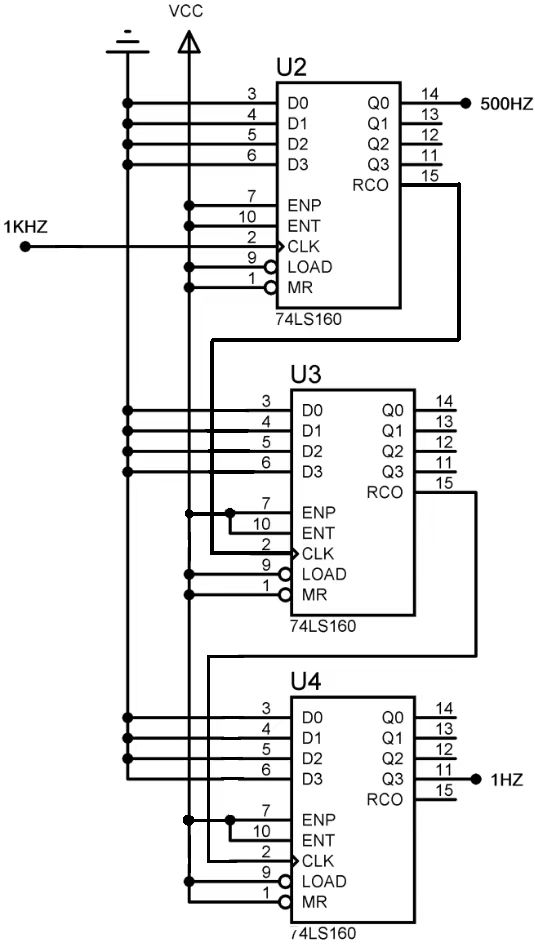 VCC
U2
3 D0 Q0 14 500HZ
4 D1 Q1 13
5 D2 Q2 12
6 D3 Q3 11
RCO 15
7 ENP
10 ENT
1KHZ 2 CLK
9 LOAD
1 MR
74LS160
U3
3 D0 Q0 14
4 D1 Q1 13
5 D2 Q2 12
6 D3 Q3 11
RCO 15
7 ENP
10 ENT
2 CLK
9 LOAD
1 MR
74LS160
U4
3 D0 Q0 14
4 D1 Q1 13
5 D2 Q2 12
6 D3 Q3 11 1HZ
RCO 15
7 ENP
10 ENT
2 CLK
9 LOAD
1 MR
74LS160